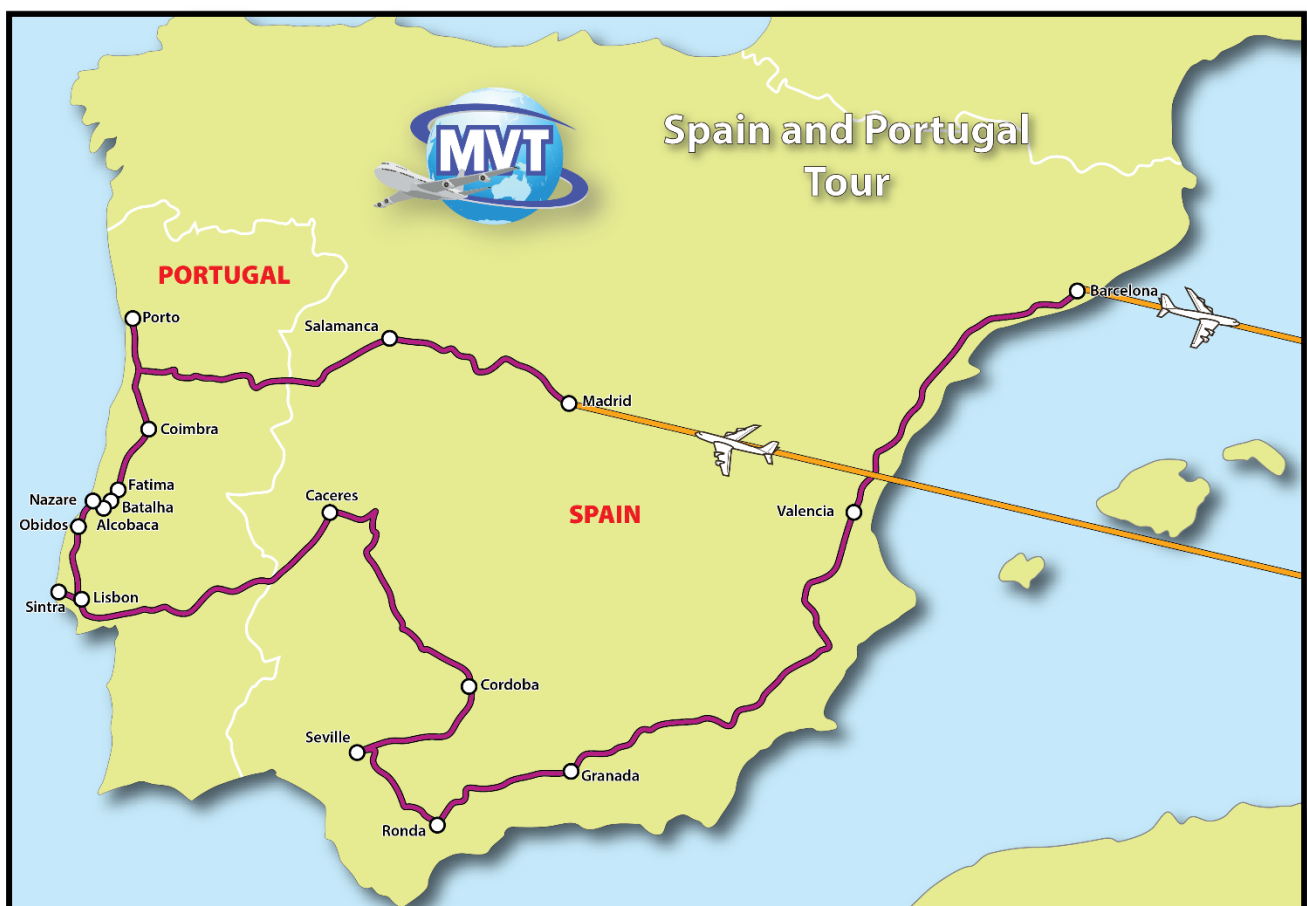 MVT
Spain and Portugal
Tour
PORTUGAL
Barcelona
Porto
Salamanca
Madrid
Coimbra
Fatima
Nazare
Batalha
Caceres
Valencia
SPAIN
Obidos
Alcobaca
Lisbon
Sintra
Cordoba
Seville
Granada
Ronda